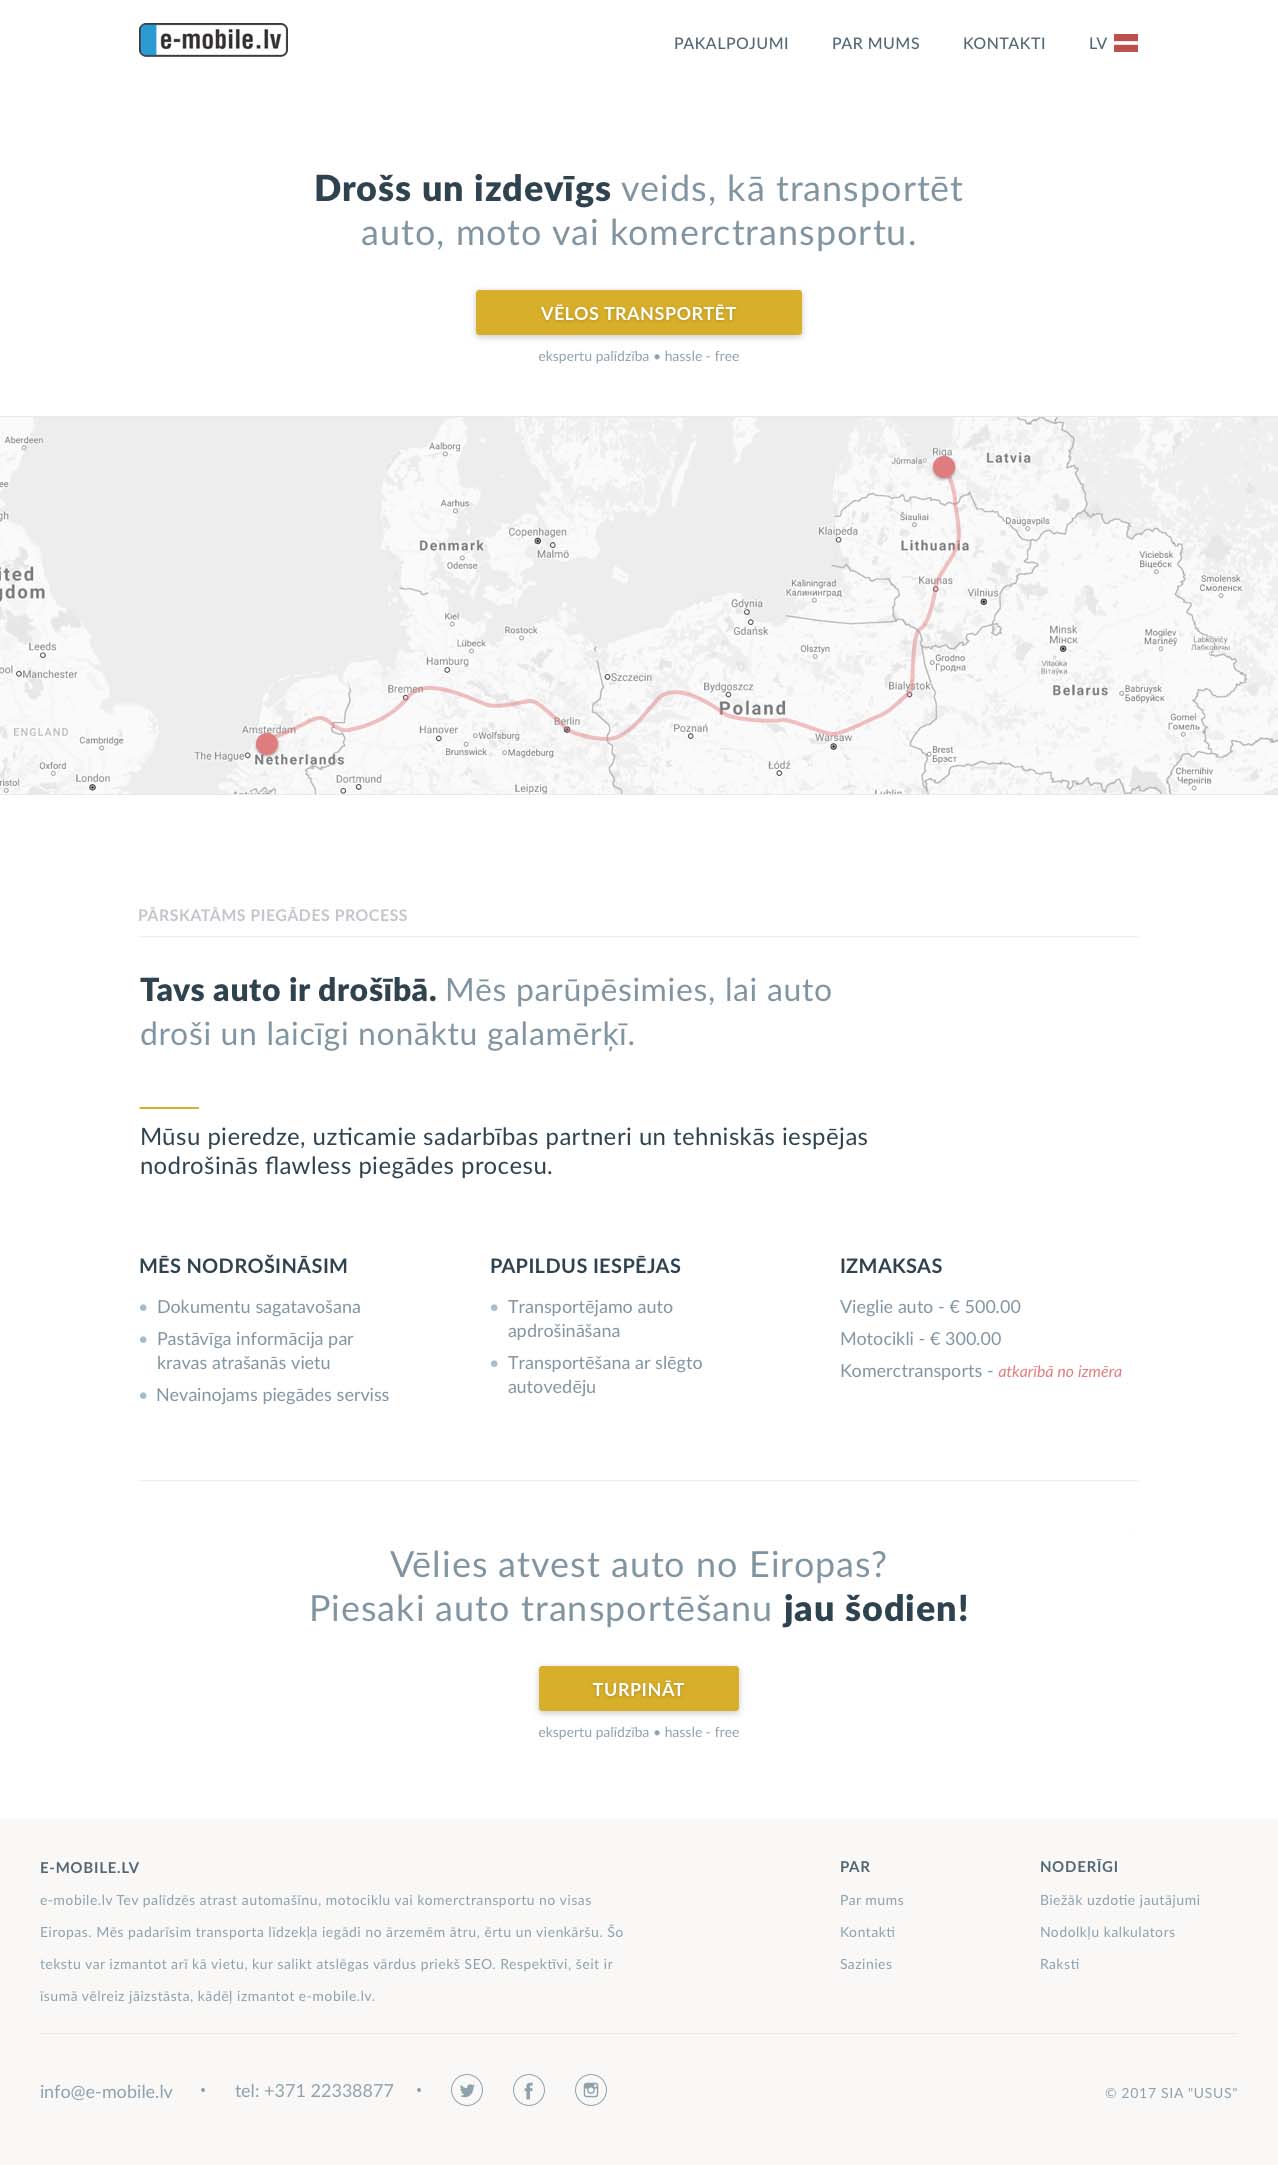 e-mobile.lv
PAKALPOJUMI PAR MUMS KONTAKTI LV
Drošs un izdevīgs veids, kā transportēt
auto, moto vai komerctransportu.
VĒLOS TRANSPORTĒT
ekspertu palīdzība • hassle - free
Aberdeen
Aalborg
Riga
Jūrmala
Latvia
Aarhus
Šiauliai
Daugavpils
Klaipeda
Copenhagen
Denmark
Malmö
Lithuania
Odense
Viciebsk
Віцебск
Kaliningrad
Калининград
Kaunas
Vilnius
Smolensk
Смоленск
Gdynia
Gdańsk
Kiel
Rostock
Minsk
Мінск
Mogilev
Магілёў
Leeds
Lübeck
Olsztyn
Hamburg
Grodno
Гродна
Manchester
Szczecin
Bremen
Bydgoszcz
Bialystok
Belarus
Babruysk
Бабруйск
Poland
Gomel
Гомель
ENGLAND
Cambridge
Amsterdam
Hanover
Wolfsburg
Berlin
Poznań
Warsaw
The Hague
Netherlands
Brunswick
Magdeburg
Brest
Брэст
Oxford
London
Dortmund
Łódź
Chernihiv
Чернігів
Leipzig
PĀRSKATĀMS PIEGĀDES PROCESS
Tavs auto ir drošībā. Mēs parūpēsimies, lai auto
droši un laicīgi nonāktu galamērķī.
Mūsu pieredze, uzticamie sadarbības partneri un tehniskās iespējas
nodrošinās flawless piegādes procesu.
MĒS NODROŠINĀSIM
• Dokumentu sagatavošana
• Pastāvīga informācija par
kravas atrašanās vietu
• Nevainojams piegādes serviss
PAPILDUS IESPĒJAS
• Transportējamo auto
apdrošināšana
• Transportēšana ar slēgto
autovedēju
IZMAKSAS
Vieglie auto - € 500.00
Motocikli - € 300.00
Komerctransports - atkarībā no izmēra
Vēlies atvest auto no Eiropas?
Piesaki auto transportēšanu jau šodien!
TURPINĀT
ekspertu palīdzība • hassle - free
E-MOBILE.LV
e-mobile.lv Tev palīdzēs atrast automašīnu, motociklu vai komerctransportu no visas
Eiropas. Mēs padarīsim transporta līdzekļa iegādi no ārzemēm ātru, ērtu un vienkāršu. Šo
tekstu var izmantot arī kā vietu, kur salikt atslēgas vārdus priekš SEO. Respektīvi, šeit ir
īsumā vēlreiz jāizstāsta, kādēļ izmantot e-mobile.lv.
PAR
Par mums
Kontakti
Sazinies
NODERĪGI
Biežāk uzdotie jautājumi
Nodolkļu kalkulators
Raksti
info@e-mobile.lv • tel: +371 22338877 •
© 2017 SIA "USUS"